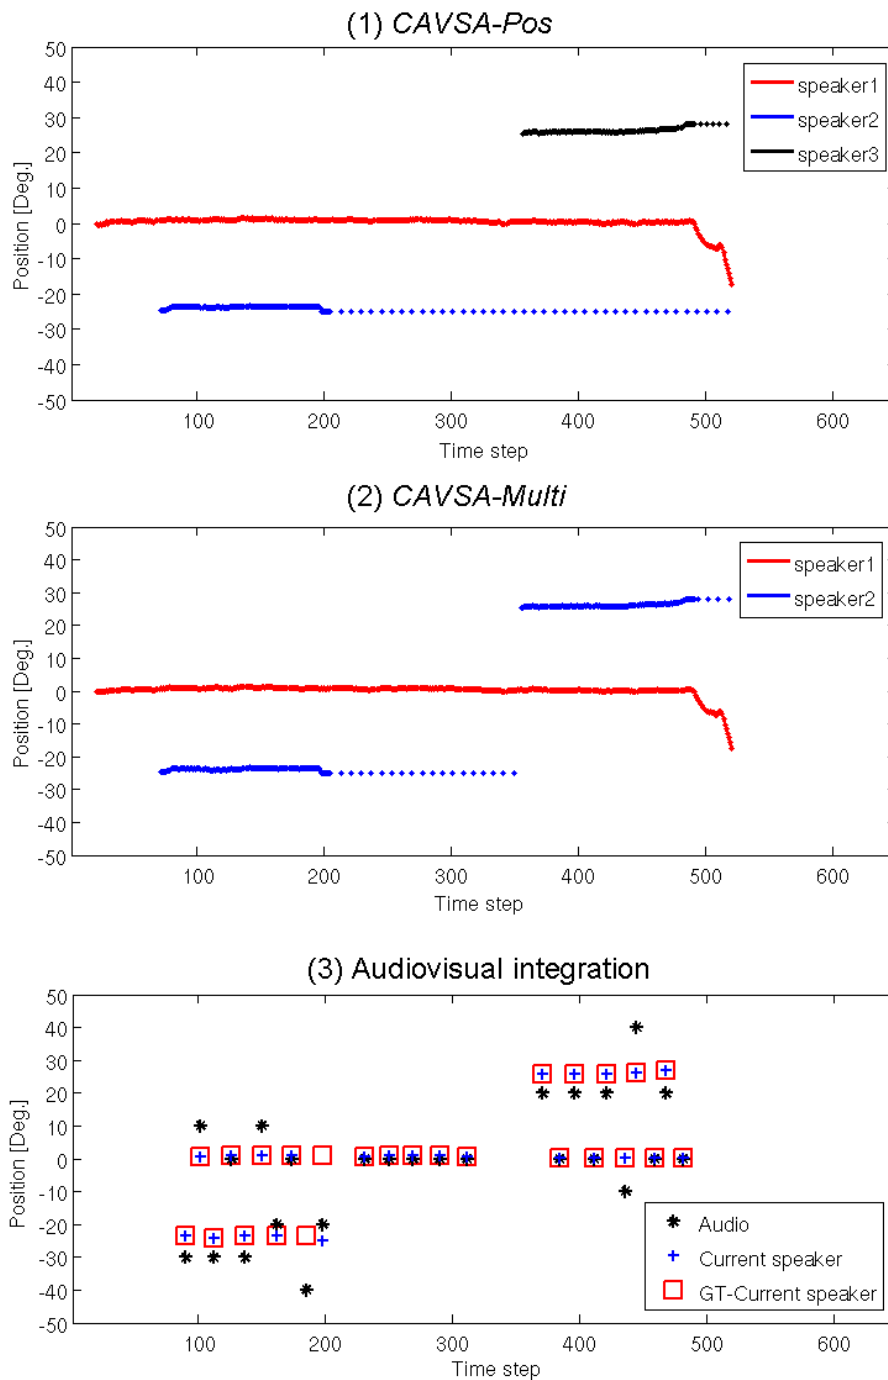 (1) CAVSA-Pos
50
40
30
20
10
0
-10
-20
-30
-40
-50
Position [Deg.]
speaker1
speaker2
speaker3
100 200 300 400 500 600
Time step
(2) CAVSA-Multi
50
40
30
20
10
0
-10
-20
-30
-40
-50
Position [Deg.]
speaker1
speaker2
100 200 300 400 500 600
Time step
(3) Audiovisual integration
50
40
30
20
10
0
-10
-20
-30
-40
-50
Position [Deg.]
Audio
Current speaker
GT-Current speaker
100 200 300 400 500 600
Time step